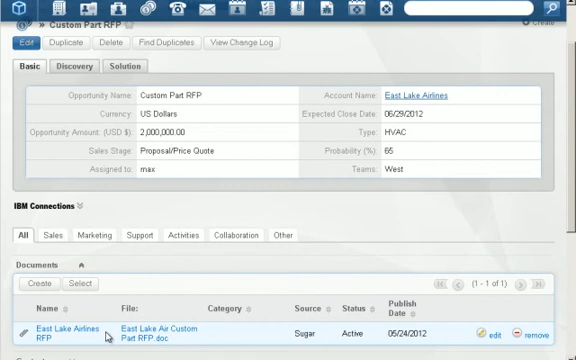 » Custom Part RFP
Create
Edit Duplicate Delete Find Duplicates View Change Log
Basic Discovery Solution
Opportunity Name: Custom Part RFP Account Name: East Lake Airlines
Currency: US Dollars Expected Close Date: 06/29/2012
Opportunity Amount: (USD $): 2,000,000.00 Type: HVAC
Sales Stage: Proposal/Price Quote Probability (%): 65
Assigned to: max Teams: West
IBM Connections
All Sales Marketing Support Activities Collaboration Other
Documents
Create Select (1 - 1 of 1)
Name File: Category Source Status Publish
Date
East Lake Airlines East Lake Air Custom Sugar Active 05/24/2012 edit remove
RFP Part RFP.doc